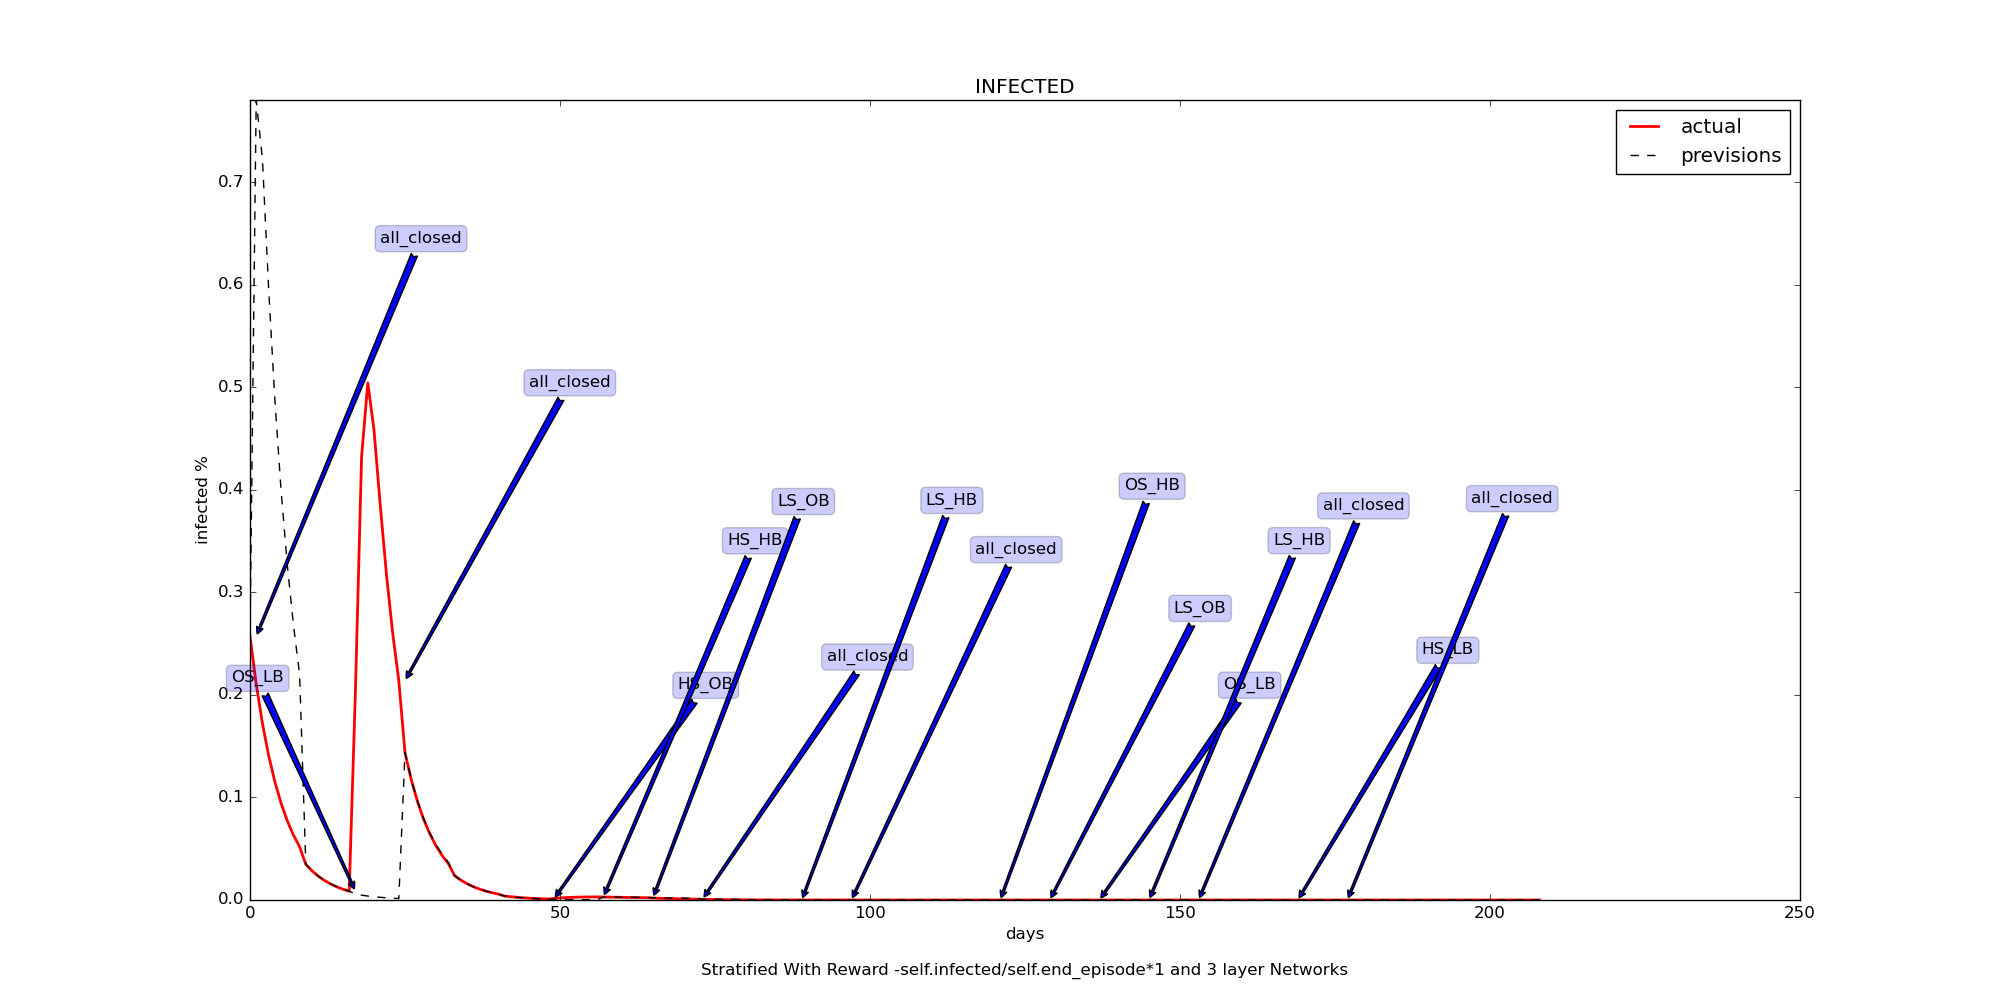 INFECTED
actual
previsions
0.7
0.6
0.5
0.4
0.3
0.2
0.1
0.0
infected %
all_closed
all_closed
OS_LB
HS_OB
HS_HB
LS_OB
all_closed
LS_HB
all_closed
OS_HB
LS_OB
OS_LB
LS_HB
all_closed
HS_LB
all_closed
0 50 100 150 200 250
days
Stratified With Reward -self.infected/self.end_episode*1 and 3 layer Networks